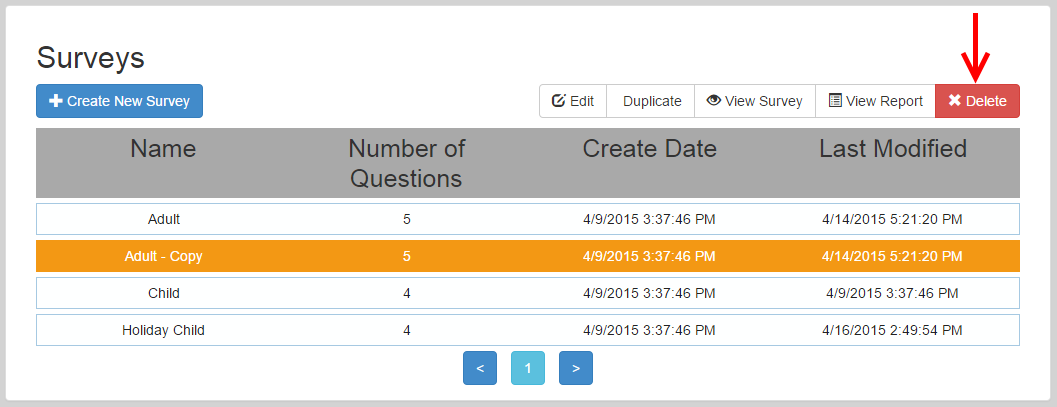 Surveys
Create New Survey Edit Duplicate View Survey View Report Delete
Name Number of Questions Create Date Last Modified
Adult 5 4/9/2015 3:37:46 PM 4/14/2015 5:21:20 PM
Adult - Copy 5 4/9/2015 3:37:46 PM 4/14/2015 5:21:20 PM
Child 4 4/9/2015 3:37:46 PM 4/9/2015 3:37:46 PM
Holiday Child 4 4/9/2015 3:37:46 PM 4/16/2015 2:49:54 PM
< 1 >